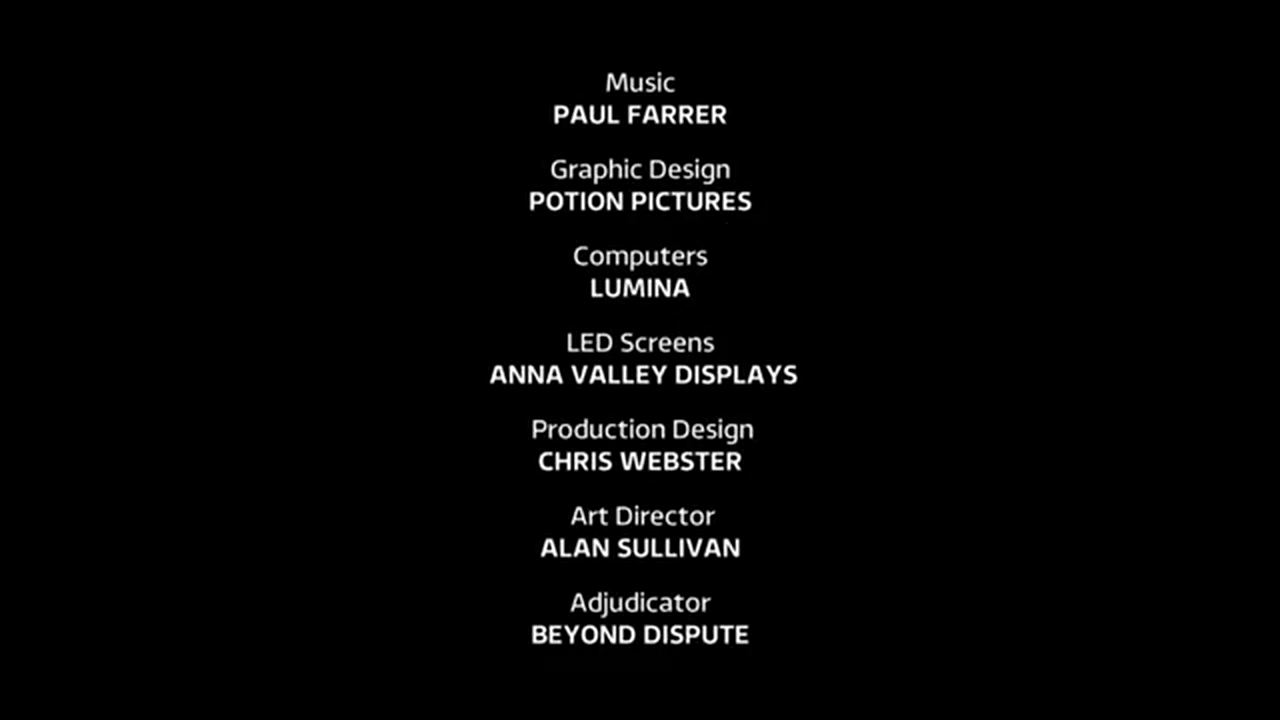 Music
PAUL FARRER
Graphic Design
POTION PICTURES
Computers
LUMINA
LED Screens
ANNA VALLEY DISPLAYS
Production Design
CHRIS WEBSTER
Art Director
ALAN SULLIVAN
Adjudicator
BEYOND DISPUTE